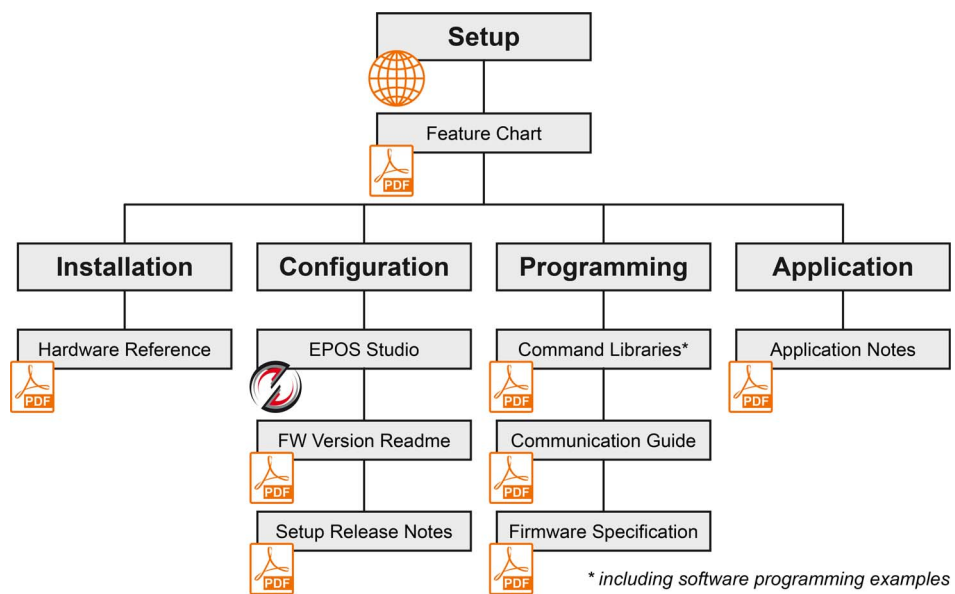 Setup
Feature Chart
PDF
Installation
Configuration
Programming
Application
Hardware Reference
PDF
EPOS Studio
Command Libraries*
PDF
Application Notes
PDF
FW Version Readme
PDF
Communication Guide
PDF
Setup Release Notes
PDF
Firmware Specification
PDF
* including software programming examples